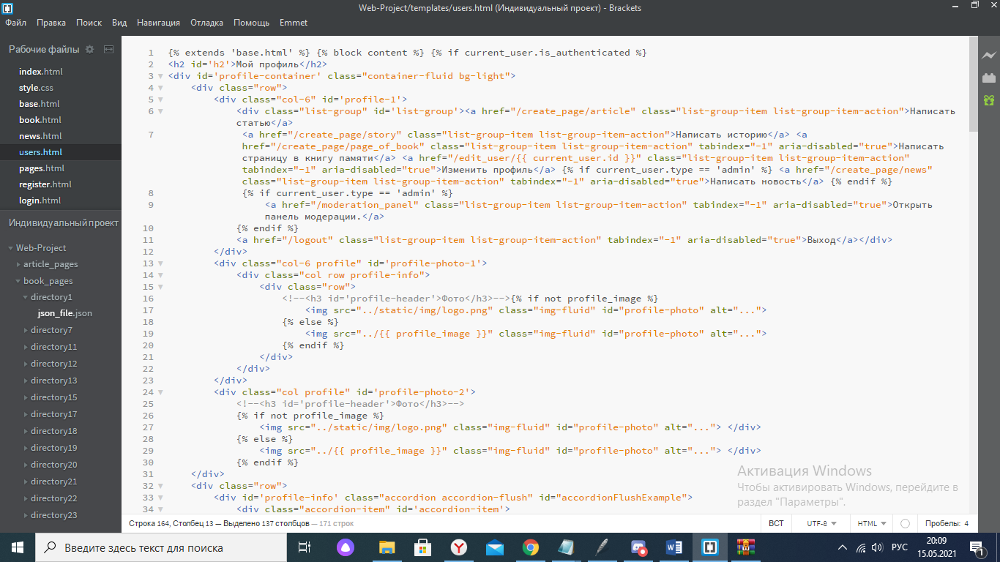 Web-Project/templates/users.html (Индивидуальный проект) - Brackets
Файл Правка Поиск Вид Навигация Отладка Помощь Emmet
Рабочие файлы
index.html
style.css
base.html
book.html
news.html
users.html
pages.html
register.html
login.html
Индивидуальный проект
Web-Project
article_pages
book_pages
directory1
json_file.json
directory7
directory11
directory12
directory13
directory15
directory17
directory18
directory19
directory20
directory21
directory22
directory23
1 {% extends 'base.html' %} {% block content %} {% if current_user.is_authenticated %}
2 <h2 id='h2'>Мой профиль</h2>
3 <div id='profile-container' class="container-fluid bg-light">
4 <div class="row">
5 <div class="col-6" id='profile-1'>
6 <div class="list-group" id='list-group'><a href="/create_page/article" class="list-group-item list-group-item-action">Написать
статью</a>
7 <a href="/create_page/story" class="list-group-item list-group-item-action">Написать историю</a> <a
href="/create_page/page_of_book" class="list-group-item list-group-item-action" tabindex="-1" aria-disabled="true">Написать
страницу в книгу памяти</a> <a href="/edit_user/{{ current_user.id }}" class="list-group-item list-group-item-action"
tabindex="-1" aria-disabled="true">Изменить профиль</a> {% if current_user.type == 'admin' %} <a href="/create_page/news"
class="list-group-item list-group-item-action" tabindex="-1" aria-disabled="true">Написать новость</a> {% endif %}
8 {% if current_user.type == 'admin' %}
9 <a href="/moderation_panel" class="list-group-item list-group-item-action" tabindex="-1" aria-disabled="true">Открыть
панель модерации.</a>
10 {% endif %}
11 <a href="/logout" class="list-group-item list-group-item-action" tabindex="-1" aria-disabled="true">Выход</a></div>
12 </div>
13 <div class="col-6 profile" id='profile-photo-1'>
14 <div class="col row profile-info">
15 <div class="row">
16 <!--<h3 id='profile-header'>Фото</h3>-->{% if not profile_image %}
17 <img src="../static/img/logo.png" class="img-fluid" id="profile-photo" alt="...">
18 {% else %}
19 <img src="../{{ profile_image }}" class="img-fluid" id="profile-photo" alt="...">
20 {% endif %}
21 </div>
22 </div>
23 </div>
24 <div class="col profile" id='profile-photo-2'>
25 <!--<h3 id='profile-header'>Фото</h3>-->
26 {% if not profile_image %}
27 <img src="../static/img/logo.png" class="img-fluid" id="profile-photo" alt="..."> </div>
28 {% else %}
29 <img src="../{{ profile_image }}" class="img-fluid" id="profile-photo" alt="..."> </div>
30 {% endif %}
31 </div>
32 <div class="row">
33 <div id='profile-info' class="accordion accordion-flush" id="accordionFlushExample">
34 <div class="accordion-item" id='accordion-item'>
Активация Windows
Чтобы активировать Windows, перейдите в
раздел "Параметры".
Строка 164, Столбец 13 — Выделено 137 столбцов — 171 строк
ВСТ UTF-8 HTML Пробелы: 4
Введите здесь текст для поиска
РУС
20:09
15.05.2021
1